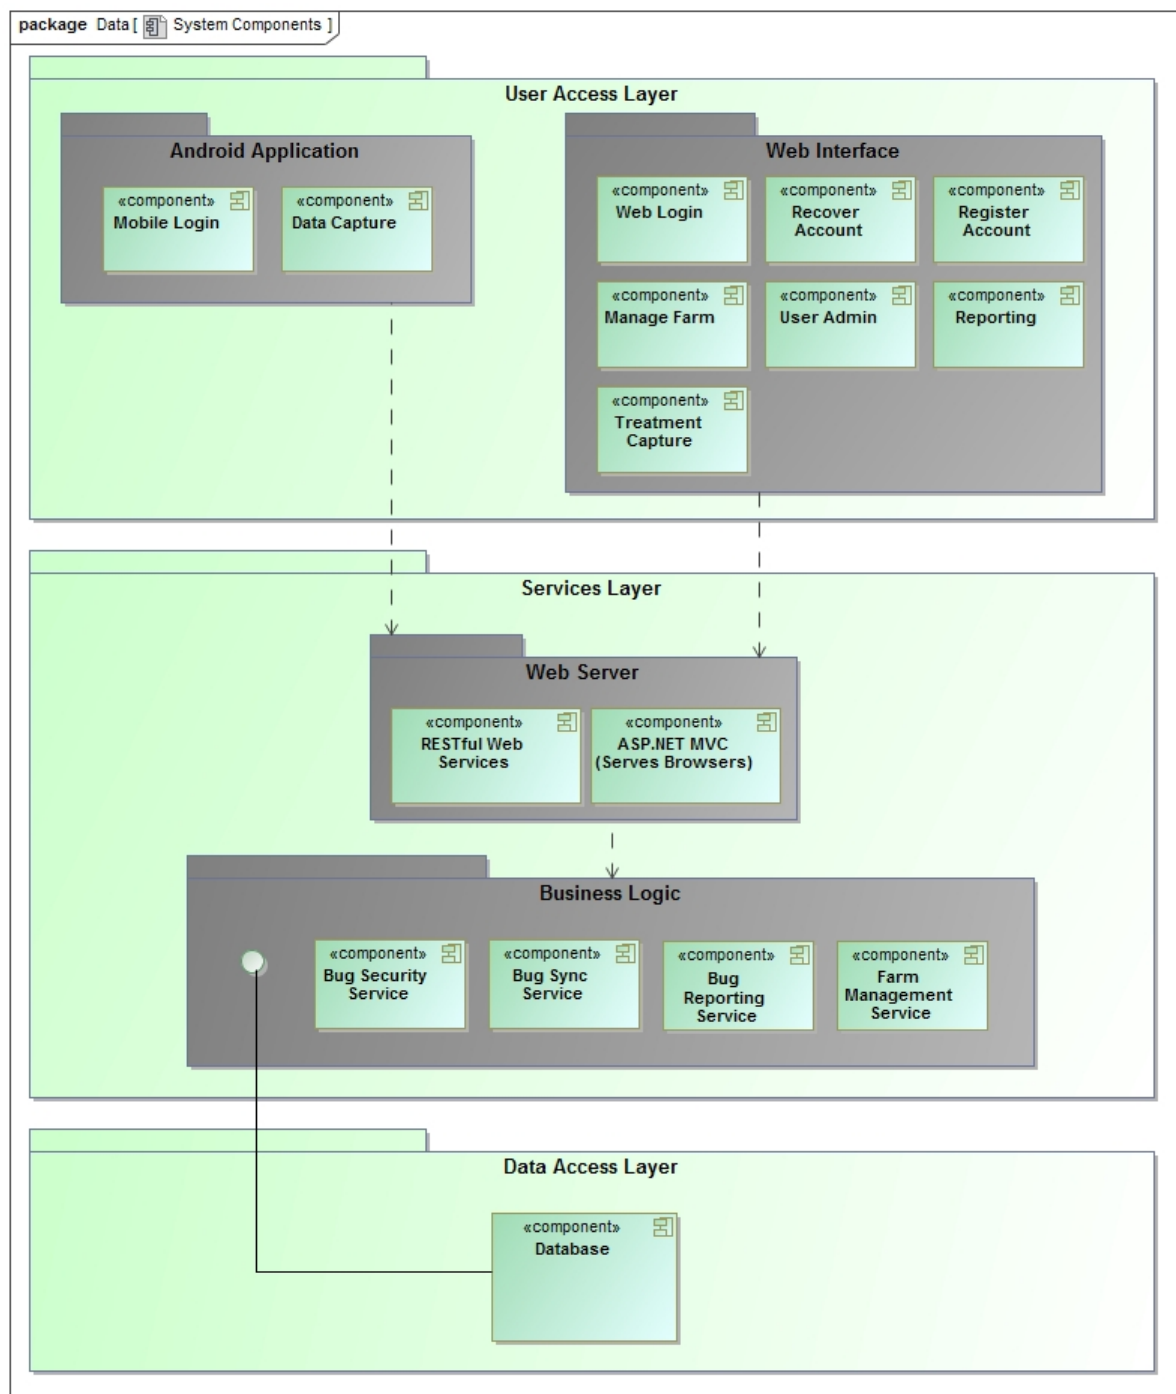 package Data [ System Components ]
User Access Layer
Android Application
«component»
Mobile Login
«component»
Data Capture
Web Interface
«component»
Web Login
«component»
Recover
Account
«component»
Register
Account
«component»
Manage Farm
«component»
User Admin
«component»
Reporting
«component»
Treatment
Capture
Services Layer
Web Server
«component»
RESTful Web
Services
«component»
ASP.NET MVC
(Serves Browsers)
Business Logic
«component»
Bug Security
Service
«component»
Bug Sync
Service
«component»
Bug
Reporting
Service
«component»
Farm
Management
Service
Data Access Layer
«component»
Database